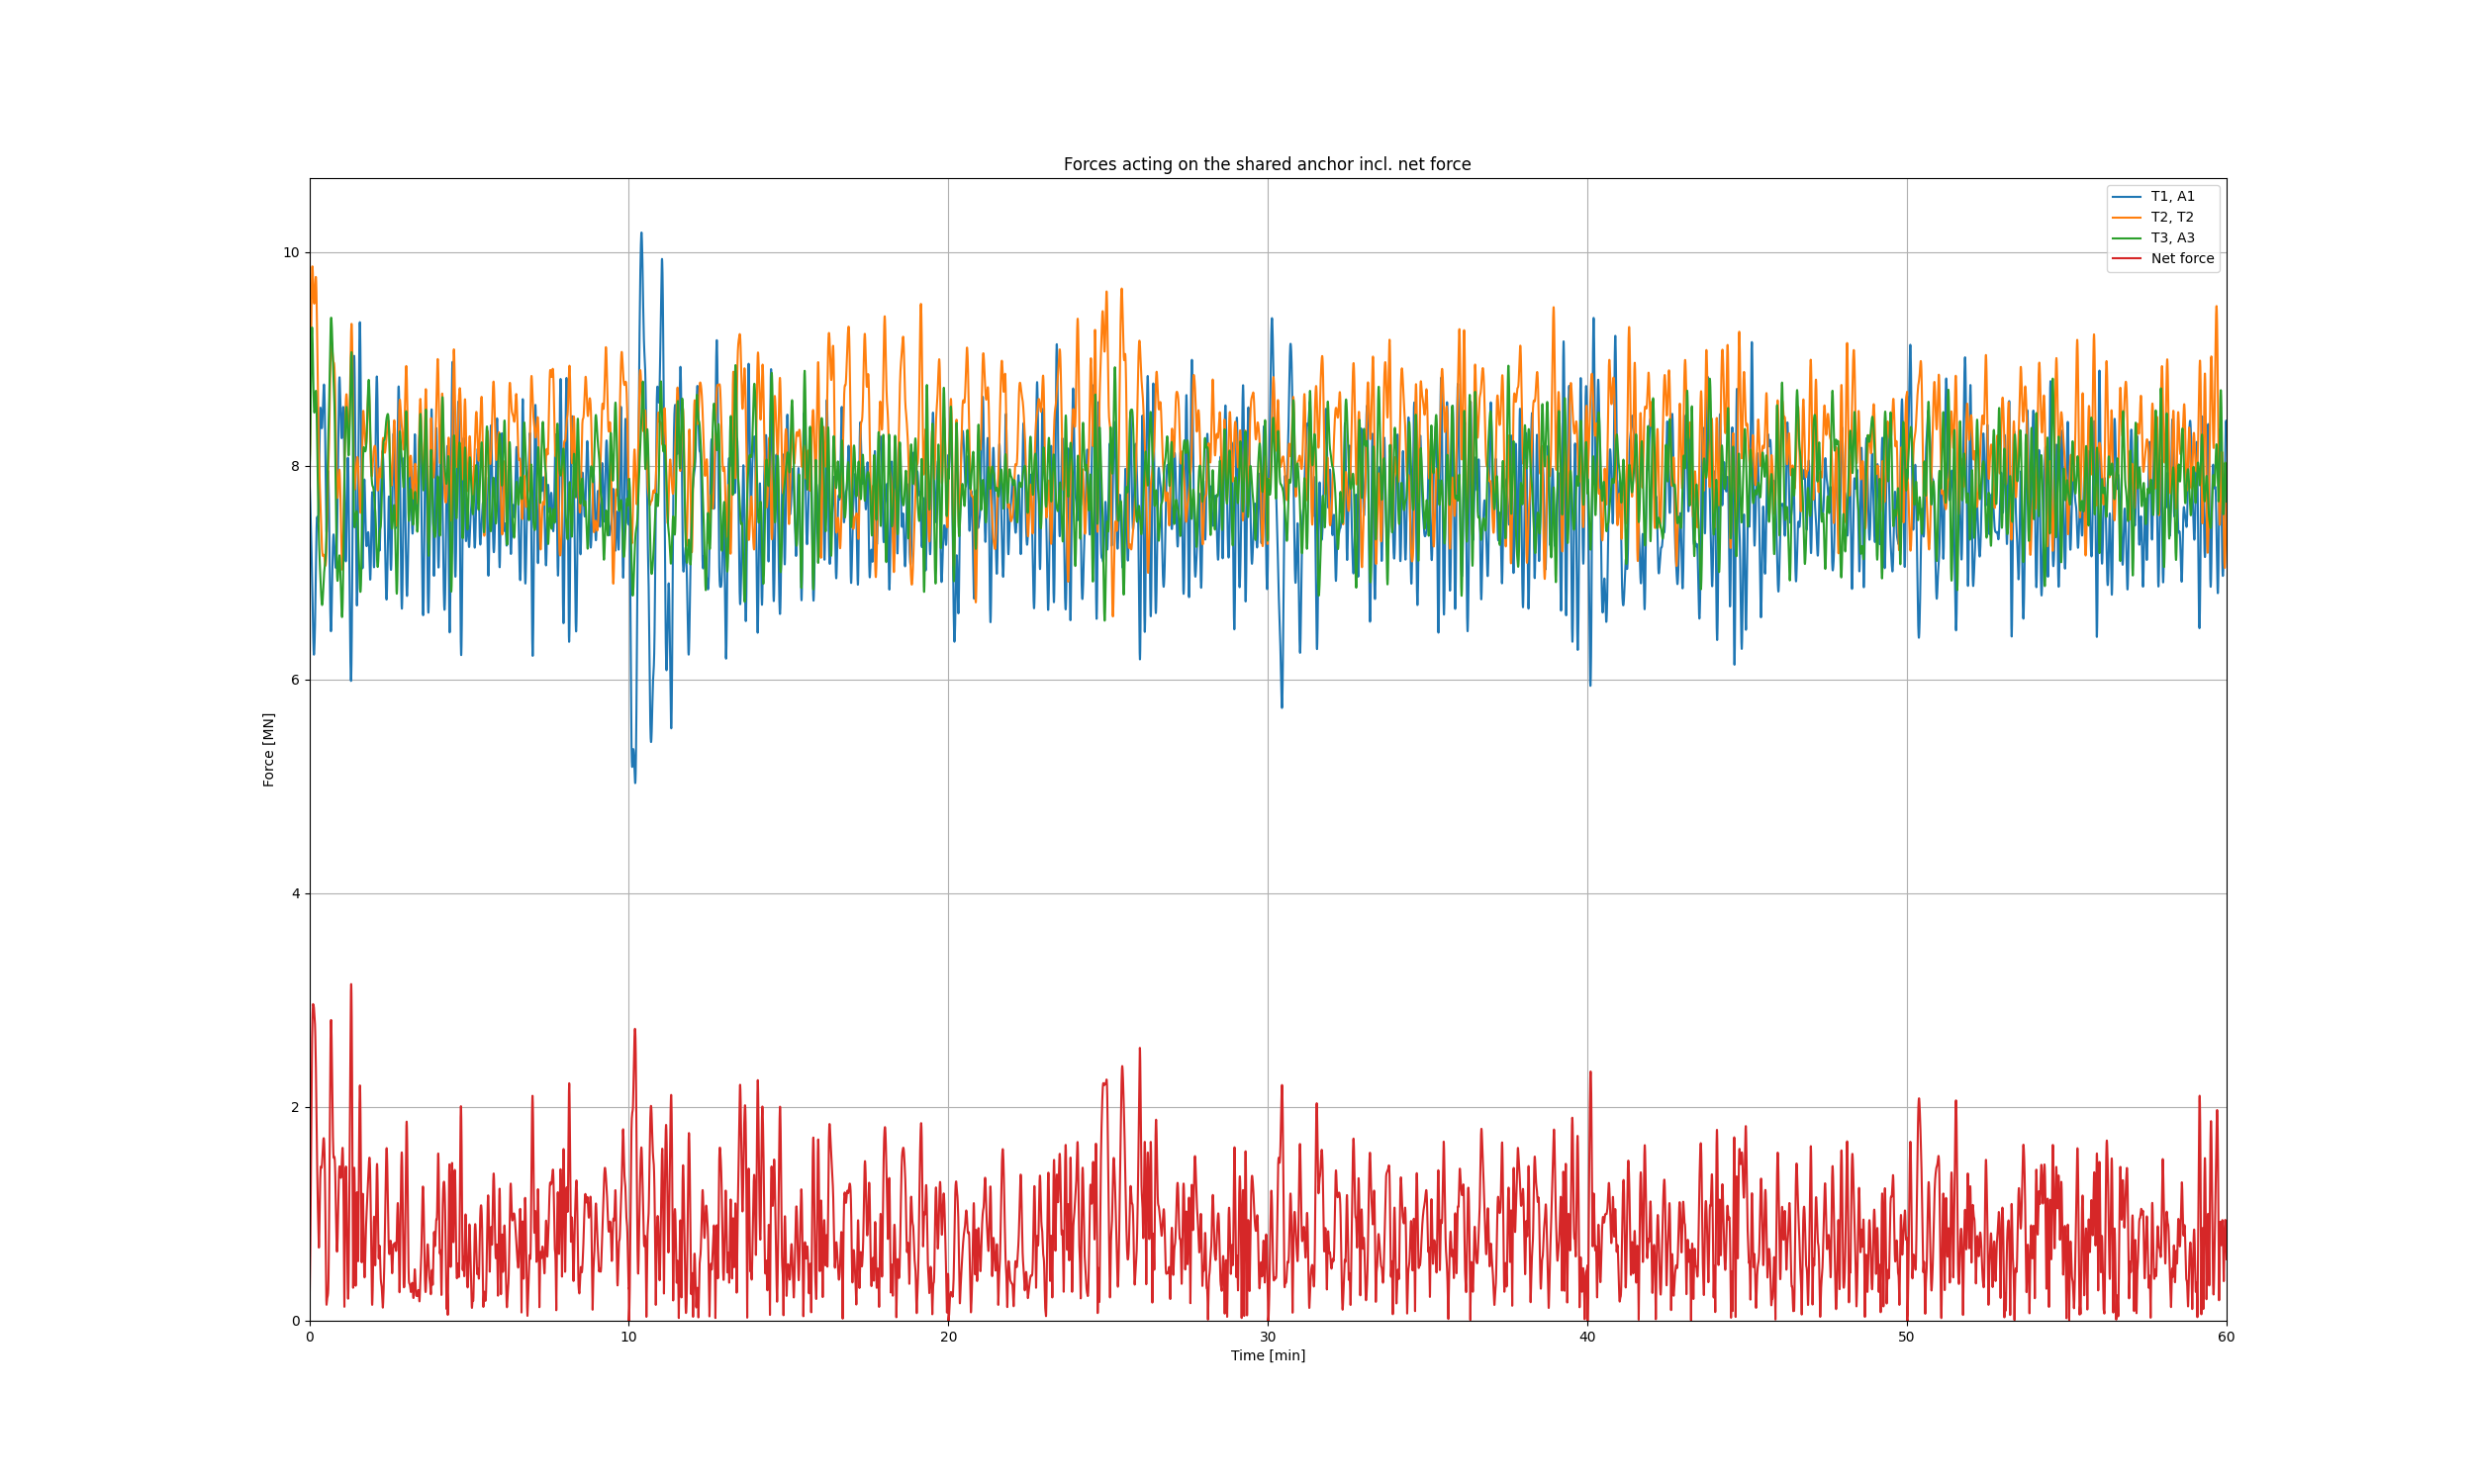 Forces acting on the shared anchor incl. net force
T1, A1
T2, T2
T3, A3
Net force
10
8
6
4
2
0
Force [MN]
0 10 20 30 40 50 60
Time [min]